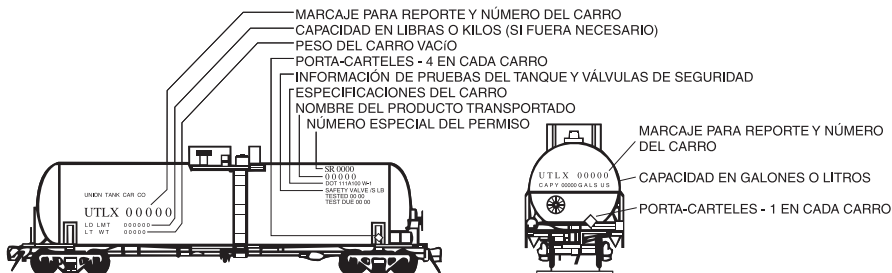 MARCAJE PARA REPORTE Y NÚMERO DEL CARRO
CAPACIDAD EN LIBRAS O KILOS (SI FUERA NECESARIO)
PESO DEL CARRO VACíO
PORTA-CARTELES - 4 EN CADA CARRO
INFORMACIÓN DE PRUEBAS DEL TANQUE Y VÁLVULAS DE SEGURIDAD
ESPECIFICACIONES DEL CARRO
NOMBRE DEL PRODUCTO TRANSPORTADO
NÚMERO ESPECIAL DEL PERMISO
SR 0000
00000
DOT 111A100 W-1
SAFETY VALVE /S LB
TESTED 00 00
TEST DUE 00 00
UNION TANK CAR CO
UTLX 00000
LD LMT 000000
LT WT 00000
MARCAJE PARA REPORTE Y NÚMERO
DEL CARRO
UTLX 00000
CAPY 00000 GALS US
CAPACIDAD EN GALONES O LITROS
PORTA-CARTELES - 1 EN CADA CARRO